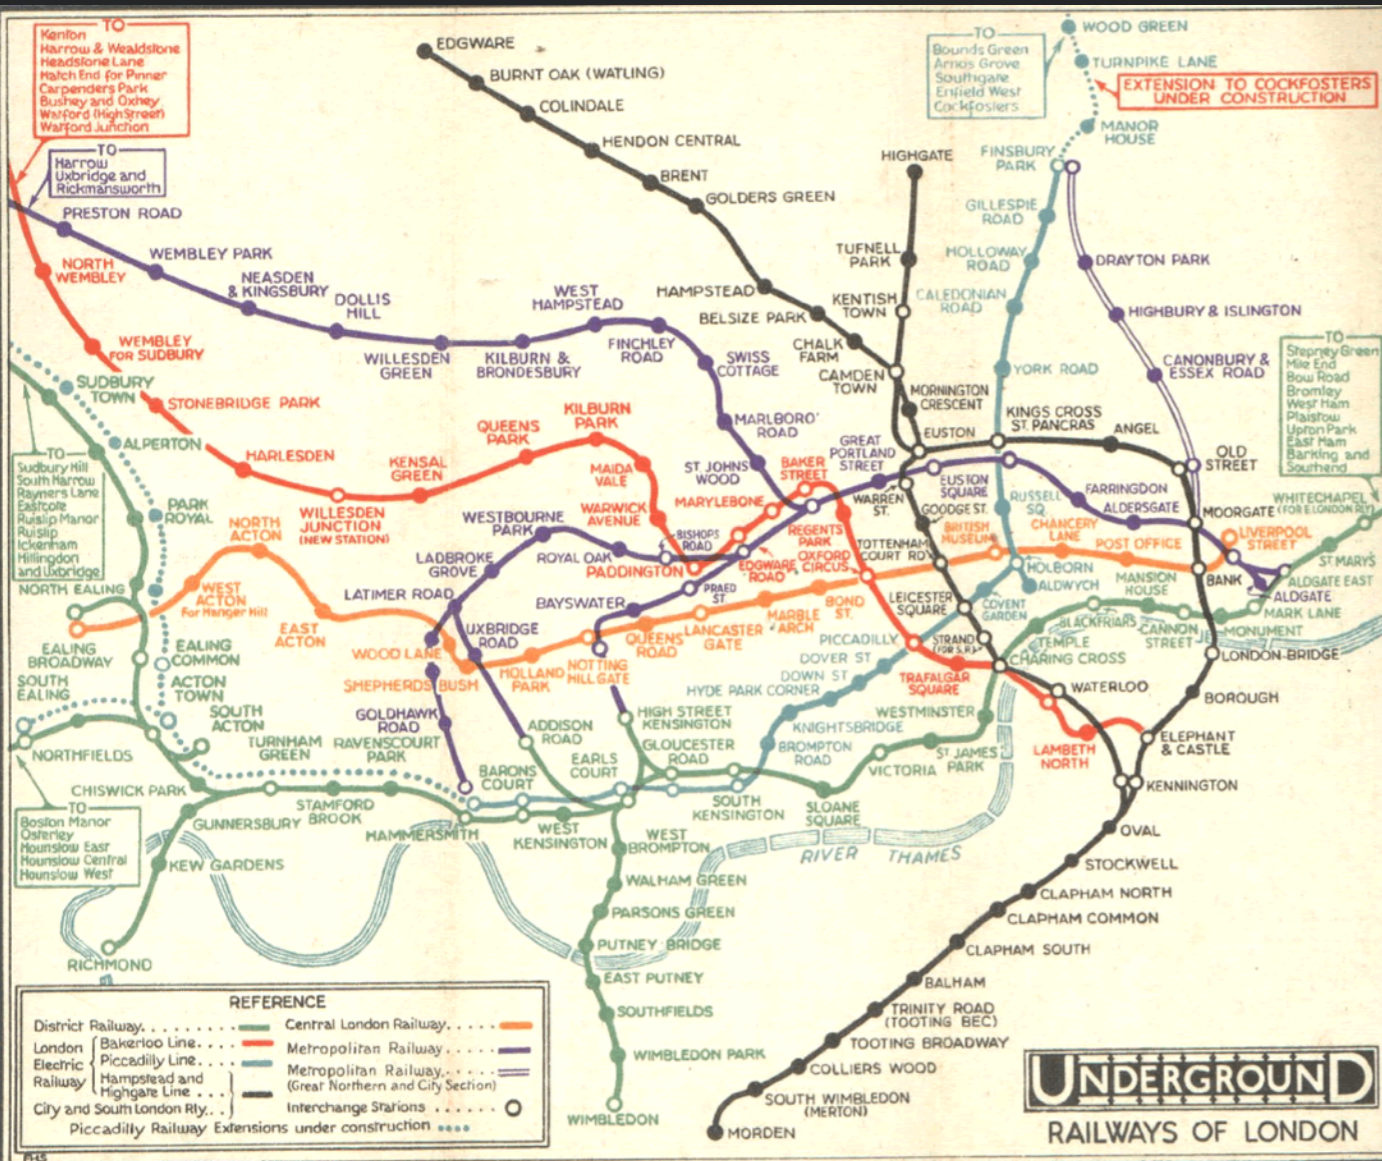 TO
Kenton
Harrow & Wealdstone
Headstone Lane
Hatch End for Pinner
Carpenders Park
Bushey and Oxhey
Watford (High Street)
Watford Junction
TO
Harrow
Uxbridge and
Rickmansworth
EDGWARE
BURNT OAK (WATLING)
COLINDALE
HENDON CENTRAL
BRENT
GOLDERS GREEN
HIGHGATE
TO
Bounds Green
Arnos Grove
Southgate
Enfield West
Cockfosters
WOOD GREEN
TURNPIKE LANE
EXTENSION TO COCKFOSTERS
UNDER CONSTRUCTION
MANOR
HOUSE
FINSBURY
PARK
GILLESPIE
ROAD
HOLLOWAY
ROAD
CALEDONIAN
ROAD
YORK ROAD
DRAYTON PARK
HIGHBURY & ISLINGTON
CANONBURY &
ESSEX ROAD
TO
Stepney Green
Mile End
Bow Road
Bromley
West Ham
Plaistow
Upton Park
East Ham
Barking and
Southend
PRESTON ROAD
WEMBLEY PARK
NEASDEN
& KINGSBURY
DOLLIS
HILL
WILLESDEN
GREEN
KILBURN &
BRONDESBURY
WEST
HAMPSTEAD
FINCHLEY
ROAD
SWISS
COTTAGE
MARLBORO'
ROAD
ST. JOHNS
WOOD
HAMPSTEAD
BELSIZE PARK
CHALK
FARM
CAMDEN
TOWN
TUFNELL
PARK
KENTISH
TOWN
MORNINGTON
CRESCENT
EUSTON
KINGS CROSS
ST. PANCRAS
ANGEL
OLD
STREET
NORTH
WEMBLEY
WEMBLEY
FOR SUDBURY
STONEBRIDGE PARK
HARLESDEN
WILLESDEN
JUNCTION
(NEW STATION)
KENSAL
GREEN
QUEENS
PARK
KILBURN
PARK
MAIDA
VALE
WARWICK
AVENUE
PADDINGTON
EDGWARE
ROAD
MARYLEBONE
BAKER
STREET
REGENTS
PARK
OXFORD
CIRCUS
GREAT
PORTLAND
STREET
WARREN
ST.
EUSTON
SQUARE
GOODGE ST.
TOTTENHAM
COURT RD
RUSSELL
SQ.
FARRINGDON
ALDERSGATE
MOORGATE
LIVERPOOL
STREET
WHITECHAPEL
(FOR E LONDON RLY)
ST MARYS
ALDGATE EAST
ALDGATE
SUDBURY
TOWN
ALPERTON
PARK
ROYAL
TO
Sudbury Hill
South Harrow
Rayners Lane
Eastcote
Ruislip Manor
Ruislip
Ickenham
Hillingdon
and Uxbridge
NORTH EALING
EALING
BROADWAY
NORTH
ACTON
WEST
ACTON
For Hanger Hill
EAST
ACTON
WOOD LANE
SHEPHERDS BUSH
HOLLAND
PARK
NOTTING
HILL GATE
QUEENS
ROAD
LANCASTER
GATE
MARBLE
ARCH
BOND
ST.
BRITISH
MUSEUM
CHANCERY
LANE
POST OFFICE
BANK
WESTBOURNE
PARK
ROYAL OAK
BISHOPS
ROAD
LADBROKE
GROVE
LATIMER ROAD
UXBRIDGE
ROAD
BAYSWATER
PRAED
ST.
GOLDHAWK
ROAD
ADDISON
ROAD
HOLBORN
ALDWYCH
COVENT
GARDEN
LEICESTER
SQUARE
PICCADILLY
DOVER ST
DOWN ST
HYDE PARK CORNER
KNIGHTSBRIDGE
BROMPTON
ROAD
STRAND
(FOR S.R.)
TRAFALGAR
SQUARE
CHARING CROSS
TEMPLE
BLACKFRIARS
MANSION
HOUSE
CANNON
STREET
MONUMENT
MARK LANE
LONDON BRIDGE
BOROUGH
WATERLOO
LAMBETH
NORTH
ELEPHANT
& CASTLE
KENNINGTON
OVAL
STOCKWELL
CLAPHAM NORTH
CLAPHAM COMMON
CLAPHAM SOUTH
BALHAM
TRINITY ROAD
(TOOTING BEC)
TOOTING BROADWAY
COLLIERS WOOD
SOUTH WIMBLEDON
(MERTON)
MORDEN
SOUTH
EALING
NORTHFIELDS
EALING
COMMON
ACTON
TOWN
SOUTH
ACTON
CHISWICK PARK
TURNHAM
GREEN
GUNNERSBURY
KEW GARDENS
RICHMOND
STAMFORD
BROOK
RAVENSCOURT
PARK
HAMMERSMITH
BARONS
COURT
WEST
KENSINGTON
EARLS
COURT
HIGH STREET
KENSINGTON
GLOUCESTER
ROAD
SOUTH
KENSINGTON
SLOANE
SQUARE
VICTORIA
ST JAMES
PARK
WESTMINSTER
TO
Boston Manor
Osterley
Hounslow East
Hounslow Central
Hounslow West
WEST
BROMPTON
WALHAM GREEN
PARSONS GREEN
PUTNEY BRIDGE
EAST PUTNEY
SOUTHFIELDS
WIMBLEDON PARK
WIMBLEDON
RIVER THAMES
REFERENCE
District Railway
London Electric Railway
Bakerloo Line
Piccadilly Line
Hampstead and
Highgate Line
City and South London Rly.
Central London Railway
Metropolitan Railway
Metropolitan Railway
(Great Northern and City Section)
Interchange Stations
Piccadilly Railway Extensions under construction
UNDERGROUND
RAILWAYS OF LONDON